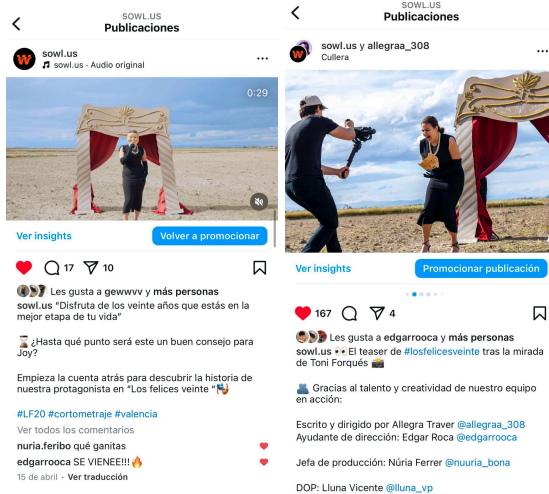 SOWL.US
Publicaciones
sowl.us
sowl.us · Audio original
0:29
Ver insights
Volver a promocionar
17
10
Les gusta a gewwvv y más personas
sowl.us “Disfruta de los veinte años que estás en la
mejor etapa de tu vida”
¿Hasta qué punto será este un buen consejo para
Joy?
Empieza la cuenta atrás para descubrir la historia de
nuestra protagonista en “Los felices veinte “
#LF20 #cortometraje #valencia
Ver todos los comentarios
nuria.feribo qué ganitas
edgarrooca SE VIENEE!!!🔥
15 de abril · Ver traducción
SOWL.US
Publicaciones
sowl.us y allegraa_308
Cullera
Ver insights
Promocionar publicación
167
4
Les gusta a edgarrooca y más personas
sowl.us 👀El teaser de #losfelicesveinte tras la mirada
de Toni Forqués 📸
👥 Gracias al talento y creatividad de nuestro equipo
en acción:
Escrito y dirigido por Allegra Traver @allegraa_308
Ayudante de dirección: Edgar Roca @edgarrooca
Jefa de producción: Núria Ferrer @nuuria_bona
DOP: Lluna Vicente @lluna_vp